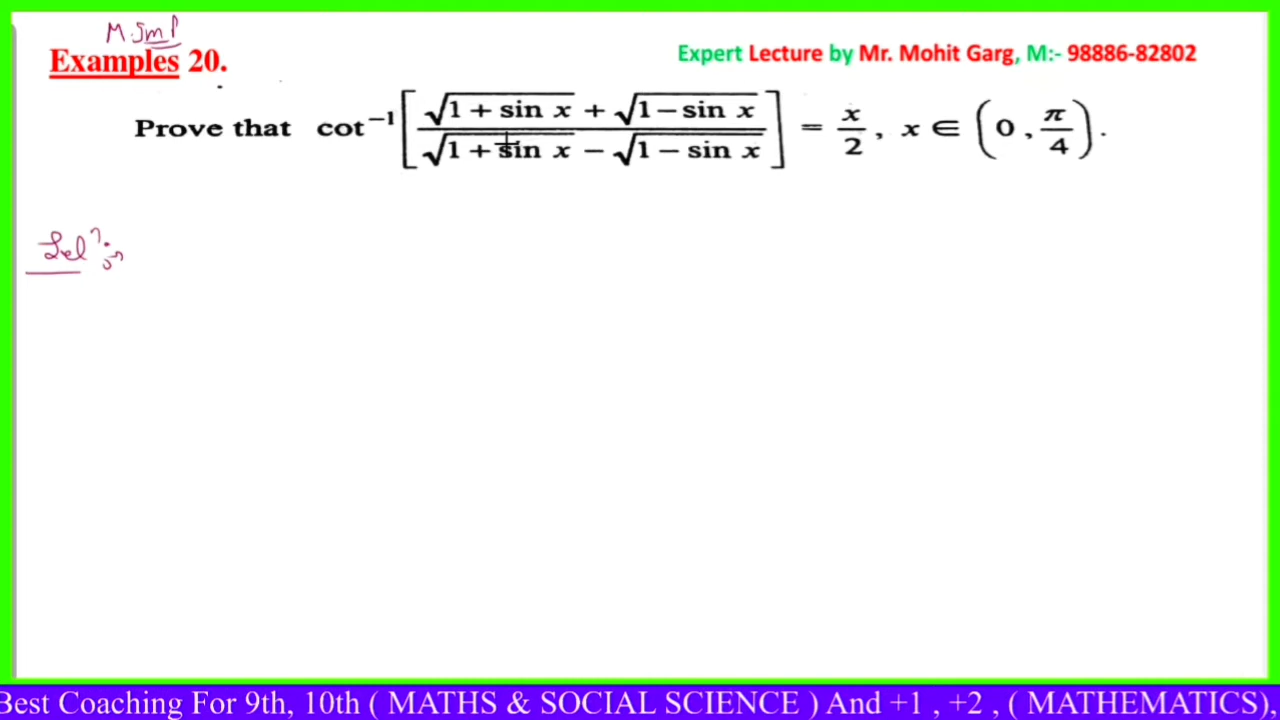 M.Imp
Examples 20.
Expert Lecture by Mr. Mohit Garg, M:- 98886-82802
Prove that cot⁻¹ [ (√(1 + sin x) + √(1 − sin x)) / (√(1 + sin x) − √(1 − sin x)) ] = x/2 , x ∈ (0 , π/4) .
Solⁿ:→
Best Coaching For 9th, 10th ( MATHS & SOCIAL SCIENCE ) And +1 , +2 , ( MATHEMATICS),